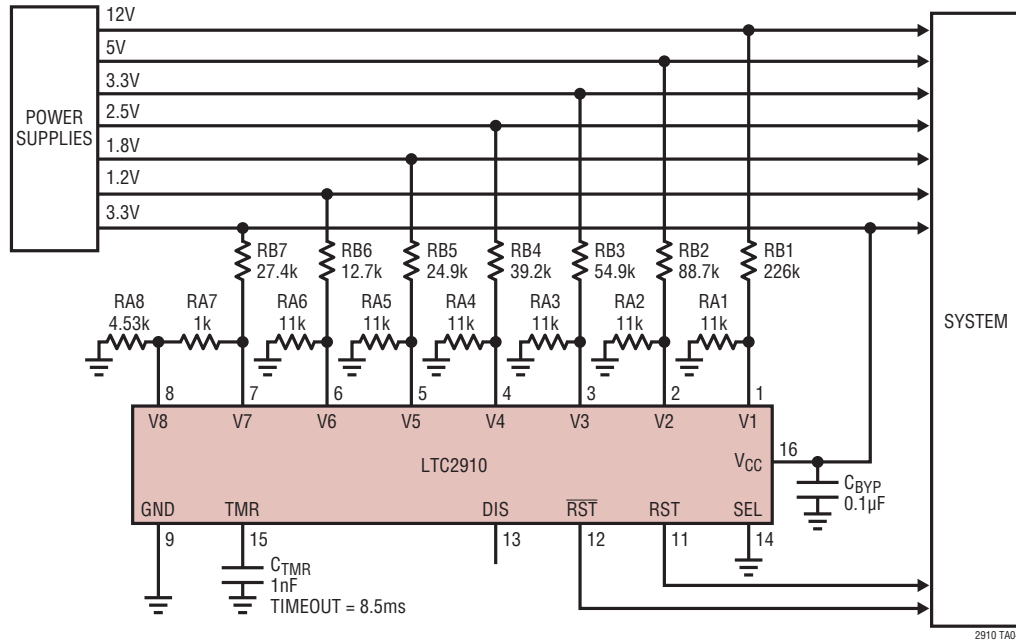 12V
5V
3.3V
2.5V
1.8V
1.2V
3.3V
POWER
SUPPLIES
SYSTEM
RB7
27.4k
RB6
12.7k
RB5
24.9k
RB4
39.2k
RB3
54.9k
RB2
88.7k
RB1
226k
RA8
4.53k
RA7
1k
RA6
11k
RA5
11k
RA4
11k
RA3
11k
RA2
11k
RA1
11k
8
7
6
5
4
3
2
1
V8
V7
V6
V5
V4
V3
V2
V1
LTC2910
VCC
16
CBYP
0.1µF
GND
TMR
DIS
R̅S̅T̅
RST
SEL
9
15
13
12
11
14
CTMR
1nF
TIMEOUT = 8.5ms